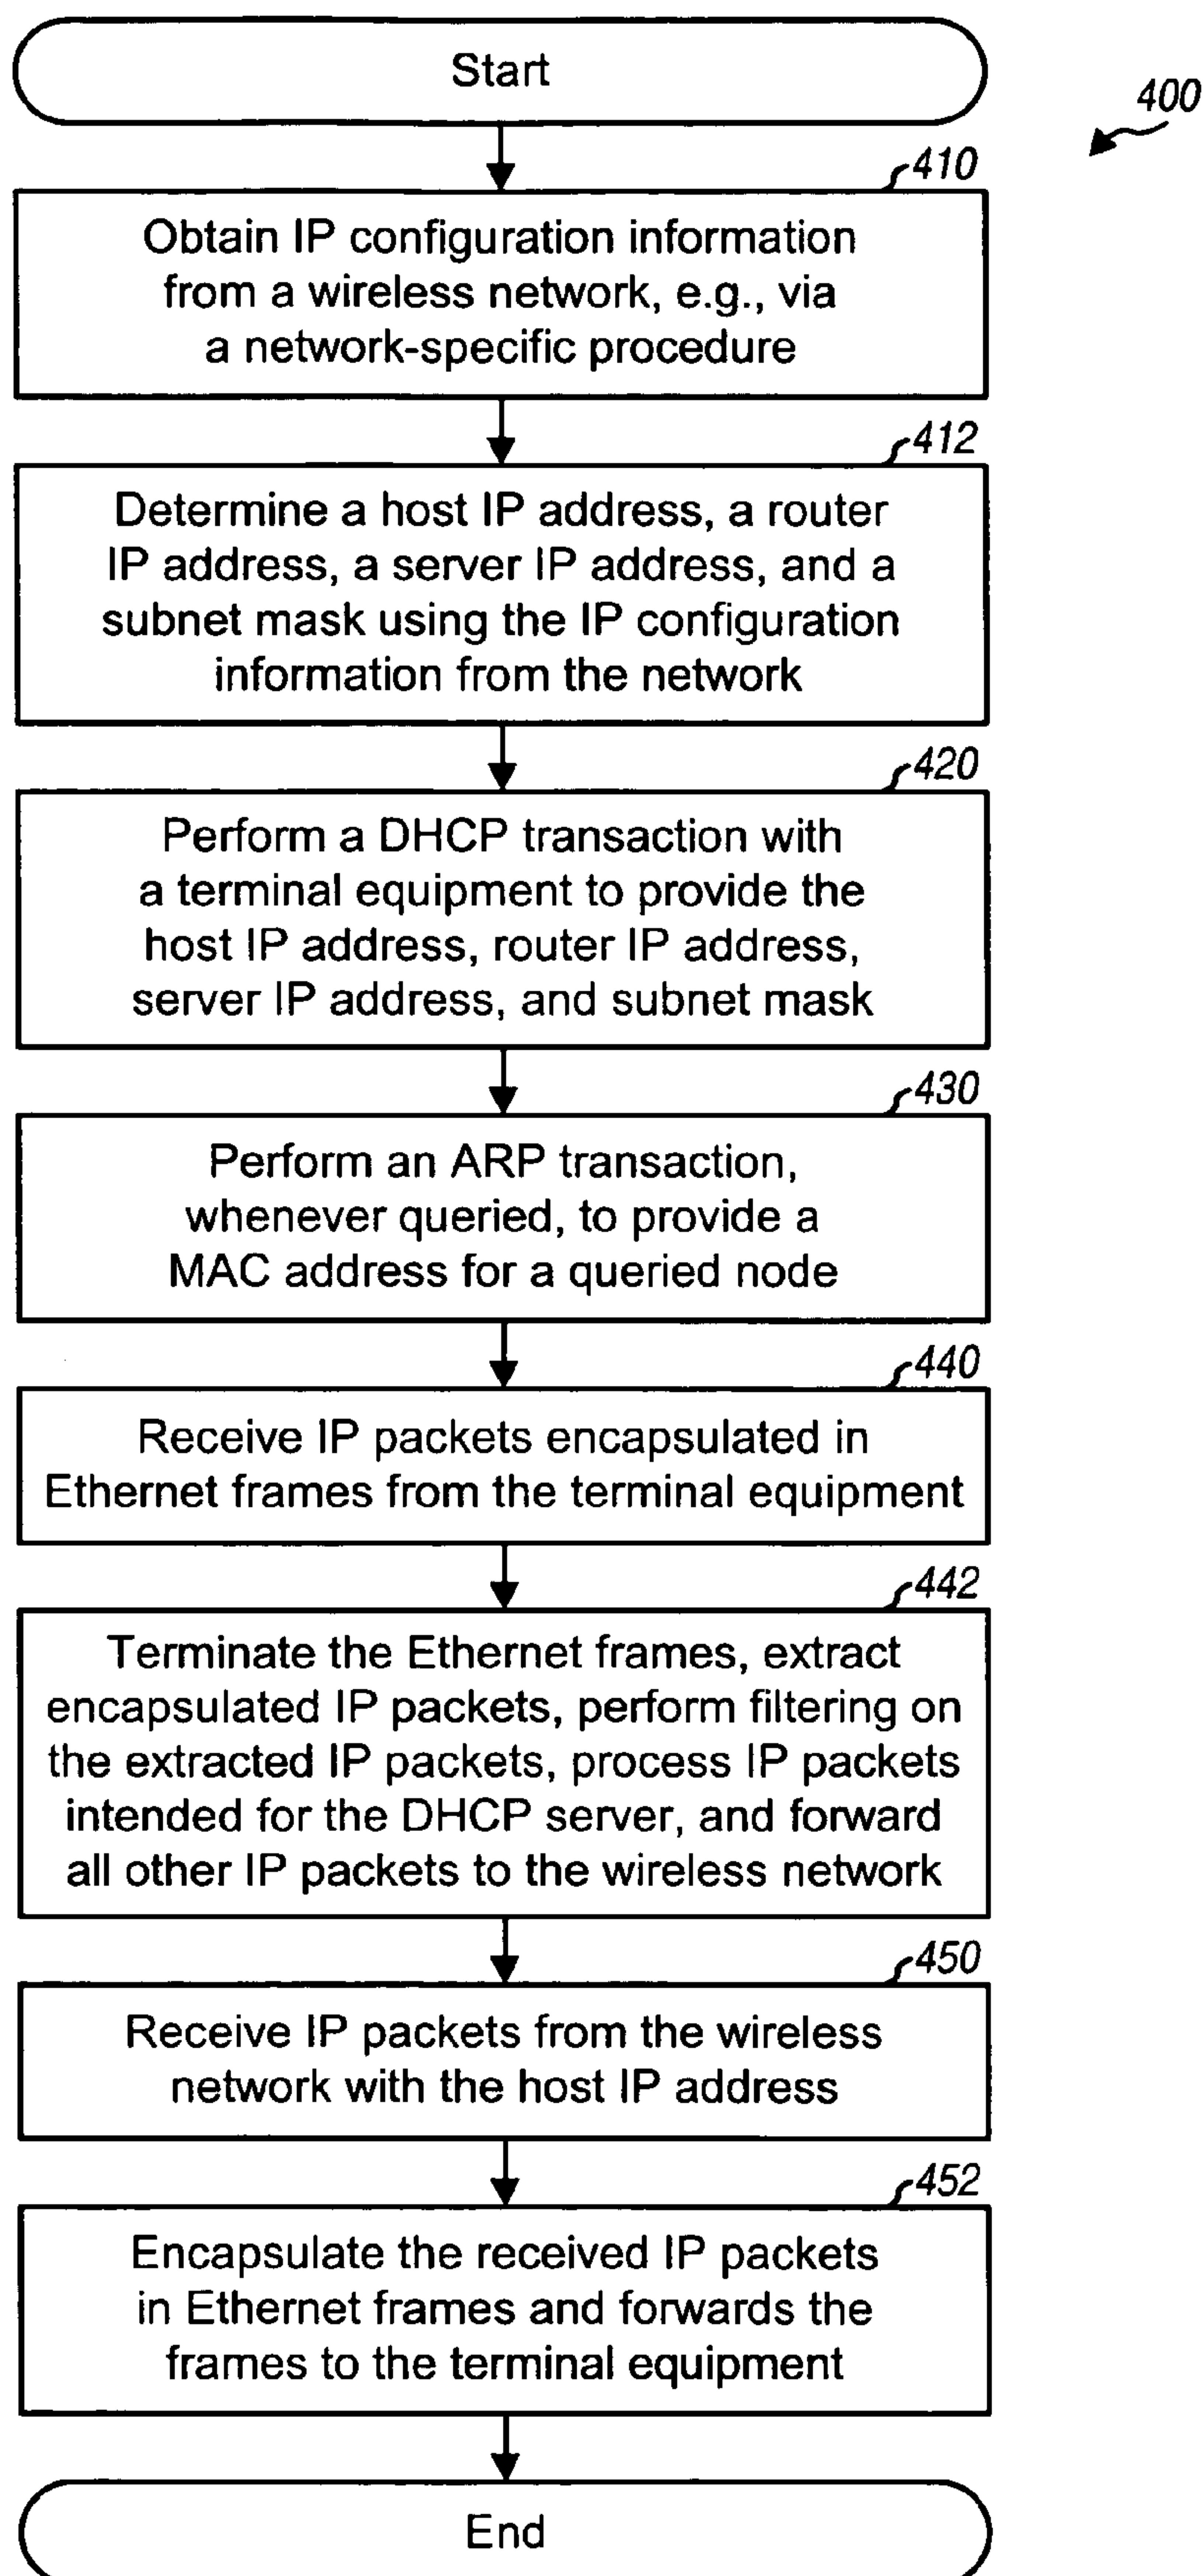 Start
400
410
Obtain IP configuration information
from a wireless network, e.g., via
a network-specific procedure
412
Determine a host IP address, a router
IP address, a server IP address, and a
subnet mask using the IP configuration
information from the network
420
Perform a DHCP transaction with
a terminal equipment to provide the
host IP address, router IP address,
server IP address, and subnet mask
430
Perform an ARP transaction,
whenever queried, to provide a
MAC address for a queried node
440
Receive IP packets encapsulated in
Ethernet frames from the terminal equipment
442
Terminate the Ethernet frames, extract
encapsulated IP packets, perform filtering on
the extracted IP packets, process IP packets
intended for the DHCP server, and forward
all other IP packets to the wireless network
450
Receive IP packets from the wireless
network with the host IP address
452
Encapsulate the received IP packets
in Ethernet frames and forwards the
frames to the terminal equipment
End